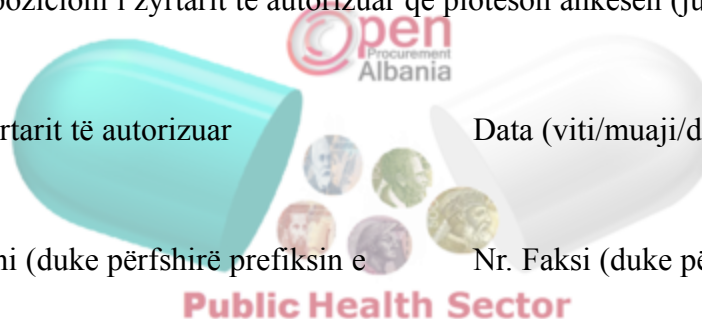 pozicioni i zyrtarit të autorizuar që plotëson ankesën (ju
Open
Procurement
Albania
rtarit të autorizuar Data (viti/muaji/d
ni (duke përfshirë prefiksin e Nr. Faksi (duke pë
Public Health Sector